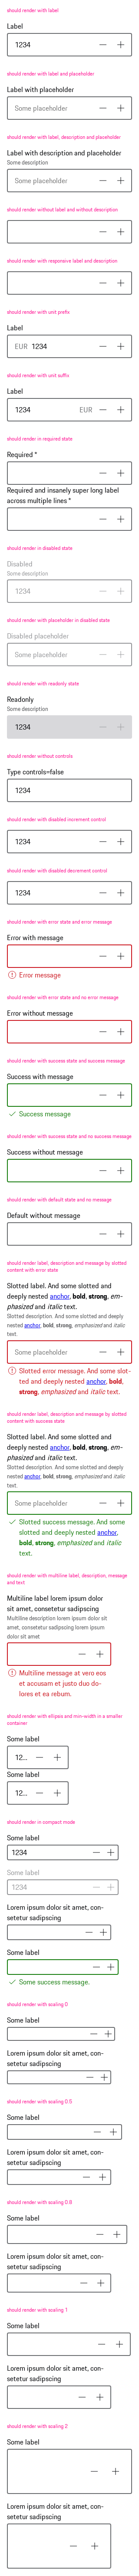 should render with label
Label
1234
should render with label and placeholder
Label with placeholder
Some placeholder
should render with label, description and placeholder
Label with description and placeholder
Some description
Some placeholder
should render without label and without description
should render with responsive label and description
should render with unit prefix
Label
EUR 1234
should render with unit suffix
Label
1234 EUR
should render in required state
Required *
Required and insanely super long label
across multiple lines *
should render in disabled state
Disabled
Some description
1234
should render with placeholder in disabled state
Disabled placeholder
Some placeholder
should render with readonly state
Readonly
Some description
1234
should render without controls
Type controls=false
1234
should render with disabled increment control
1234
should render with disabled decrement control
1234
should render with error state and error message
Error with message
Error message
should render with error state and no error message
Error without message
should render with success state and success message
Success with message
Success message
should render with success state and no success message
Success without message
should render with default state and no message
Default without message
should render with label, description and message by slotted
content with error state
Slotted label. And some slotted and
deeply nested anchor, bold, strong, em-
phasized and italic text.
Slotted description. And some slotted and deeply
nested anchor, bold, strong, emphasized and italic
text.
Some placeholder
Slotted error message. And some slot-
ted and deeply nested anchor, bold,
strong, emphasized and italic text.
should render with label, description and message by slotted
content with success state
Slotted label. And some slotted and
deeply nested anchor, bold, strong, em-
phasized and italic text.
Slotted description. And some slotted and deeply
nested anchor, bold, strong, emphasized and italic
text.
Some placeholder
Slotted success message. And some
slotted and deeply nested anchor,
bold, strong, emphasized and italic
text.
should render with multiline label, description, message
and text
Multiline label lorem ipsum dolor
sit amet, consetetur sadipscing
Multiline description lorem ipsum dolor sit
amet, consetetur sadipscing lorem ipsum
dolor sit amet
Multiline message at vero eos
et accusam et justo duo do-
lores et ea rebum.
should render with ellipsis and min-width in a smaller
container
Some label
12...
Some label
12...
should render in compact mode
Some label
1234
Some label
1234
Lorem ipsum dolor sit amet, con-
setetur sadipscing
Some label
Some success message.
should render with scaling 0
Some label
Lorem ipsum dolor sit amet, con-
setetur sadipscing
should render with scaling 0.5
Some label
Lorem ipsum dolor sit amet, con-
setetur sadipscing
should render with scaling 0.8
Some label
Lorem ipsum dolor sit amet, con-
setetur sadipscing
should render with scaling 1
Some label
Lorem ipsum dolor sit amet, con-
setetur sadipscing
should render with scaling 2
Some label
Lorem ipsum dolor sit amet, con-
setetur sadipscing